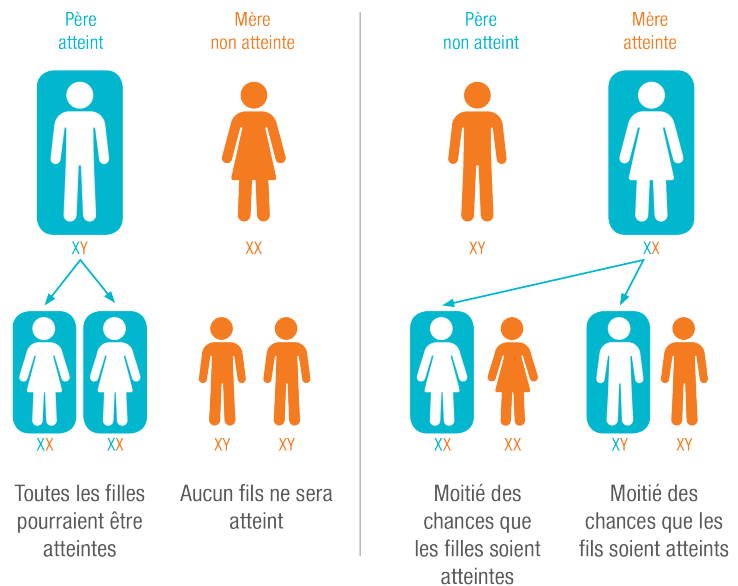 Père
atteint
Mère
non atteinte
XY
XX
XX
XX
XY
XY
Toutes les filles
pourraient être
atteintes
Aucun fils ne sera
atteint
Père
non atteint
Mère
atteinte
XY
XX
XX
XX
XY
XY
Moitié des
chances que
les filles soient
atteintes
Moitié des
chances que les
fils soient atteints